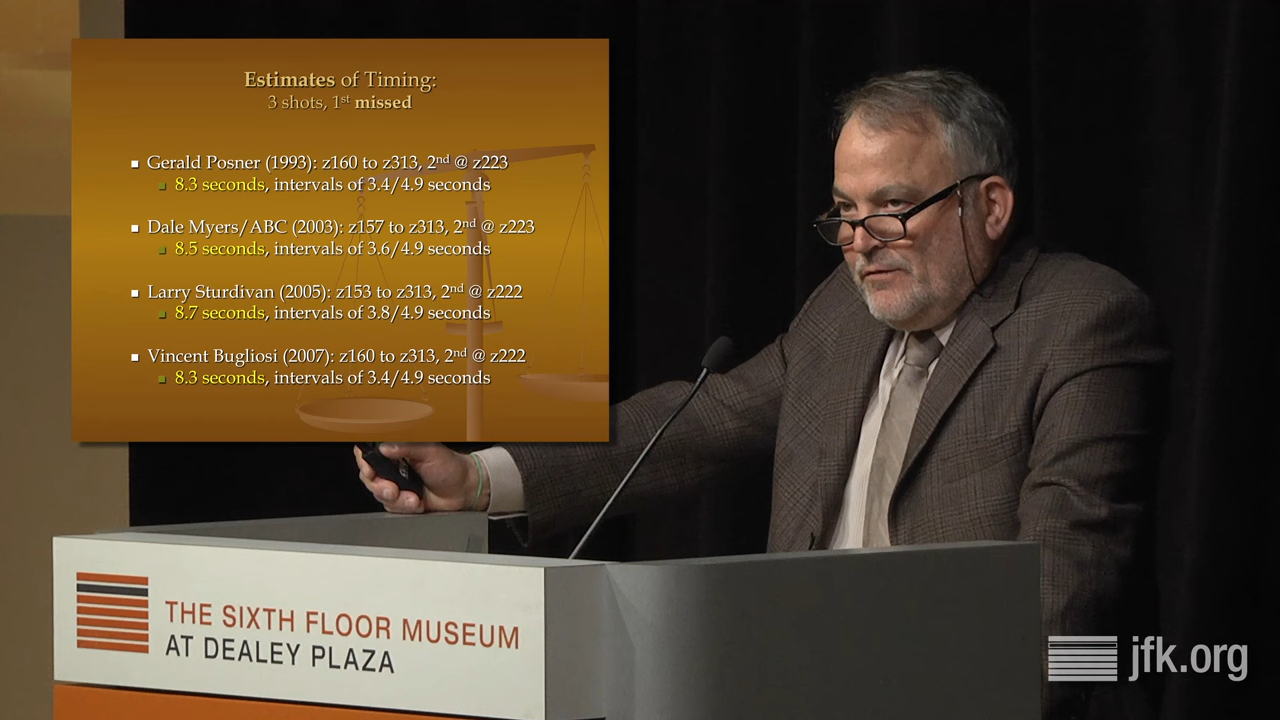 Estimates of Timing:
3 shots, 1st missed
▪ Gerald Posner (1993): z160 to z313, 2nd @ z223
▪ 8.3 seconds, intervals of 3.4/4.9 seconds
▪ Dale Myers/ABC (2003): z157 to z313, 2nd @ z223
▪ 8.5 seconds, intervals of 3.6/4.9 seconds
▪ Larry Sturdivan (2005): z153 to z313, 2nd @ z222
▪ 8.7 seconds, intervals of 3.8/4.9 seconds
▪ Vincent Bugliosi (2007): z160 to z313, 2nd @ z222
▪ 8.3 seconds, intervals of 3.4/4.9 seconds
THE SIXTH FLOOR MUSEUM
AT DEALEY PLAZA
jfk.org